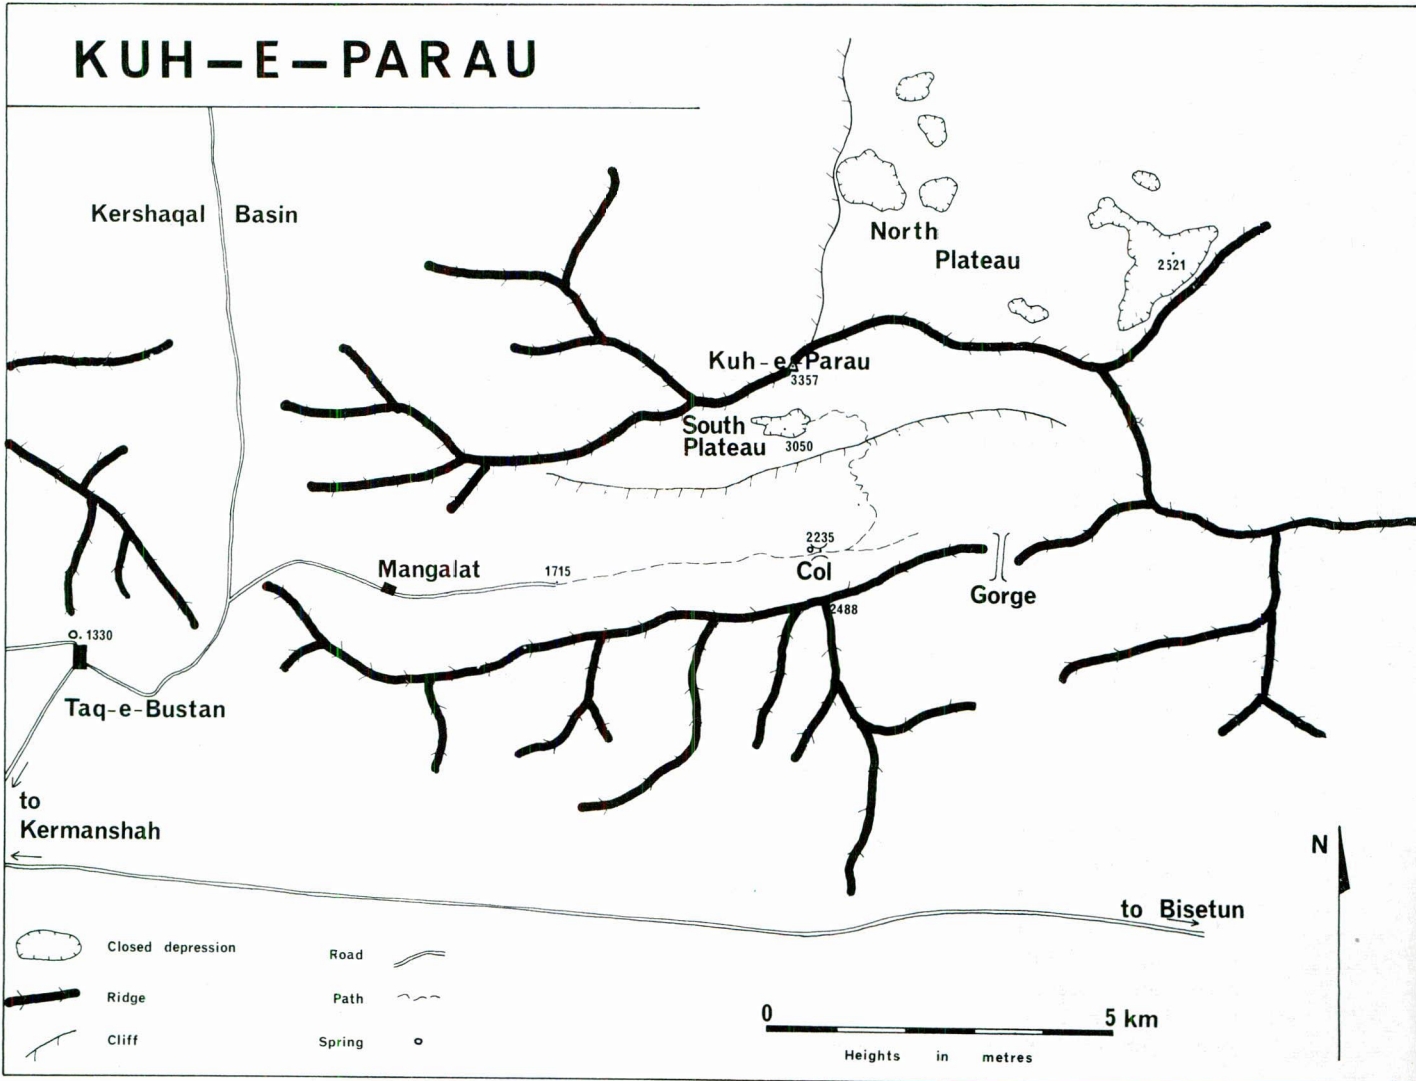 KUH-E-PARAU
Kershaqal Basin
North
Plateau
2521
Kuh-e-Parau
3357
South
Plateau
3050
2235
Col
Mangalat
1715
Gorge
2488
1330
Taq-e-Bustan
to
Kermanshah
to Bisetun
N
Closed depression
Road
Ridge
Path
Cliff
Spring
0
5 km
Heights in metres